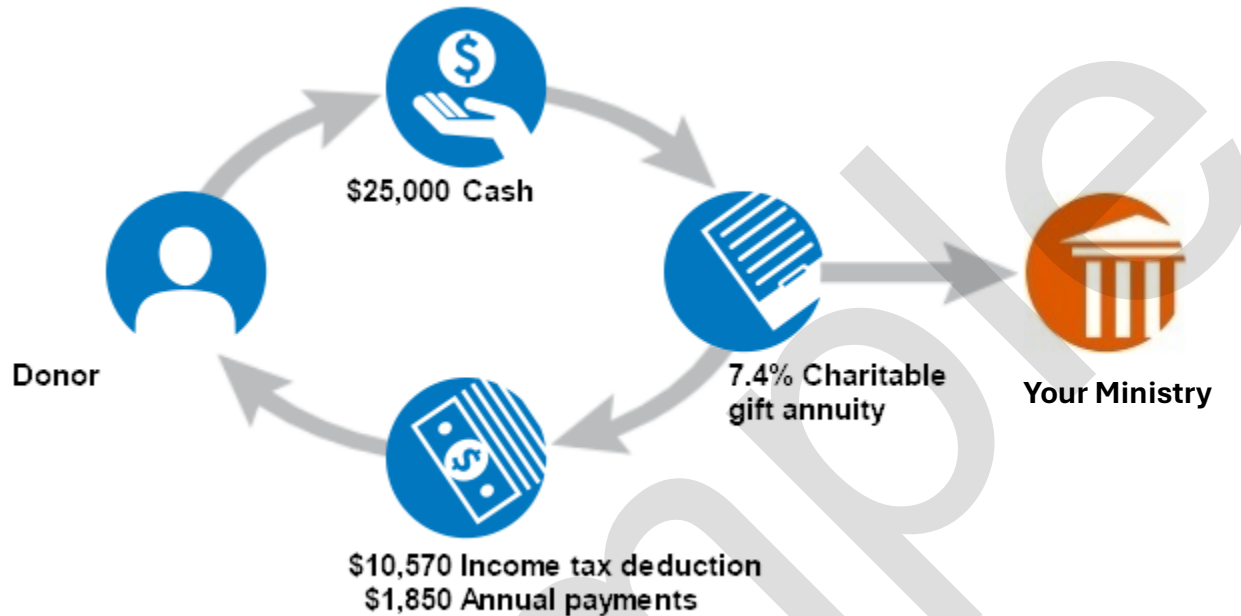 $25,000 Cash
Donor
7.4% Charitable
gift annuity
Your Ministry
$10,570 Income tax deduction
$1,850 Annual payments